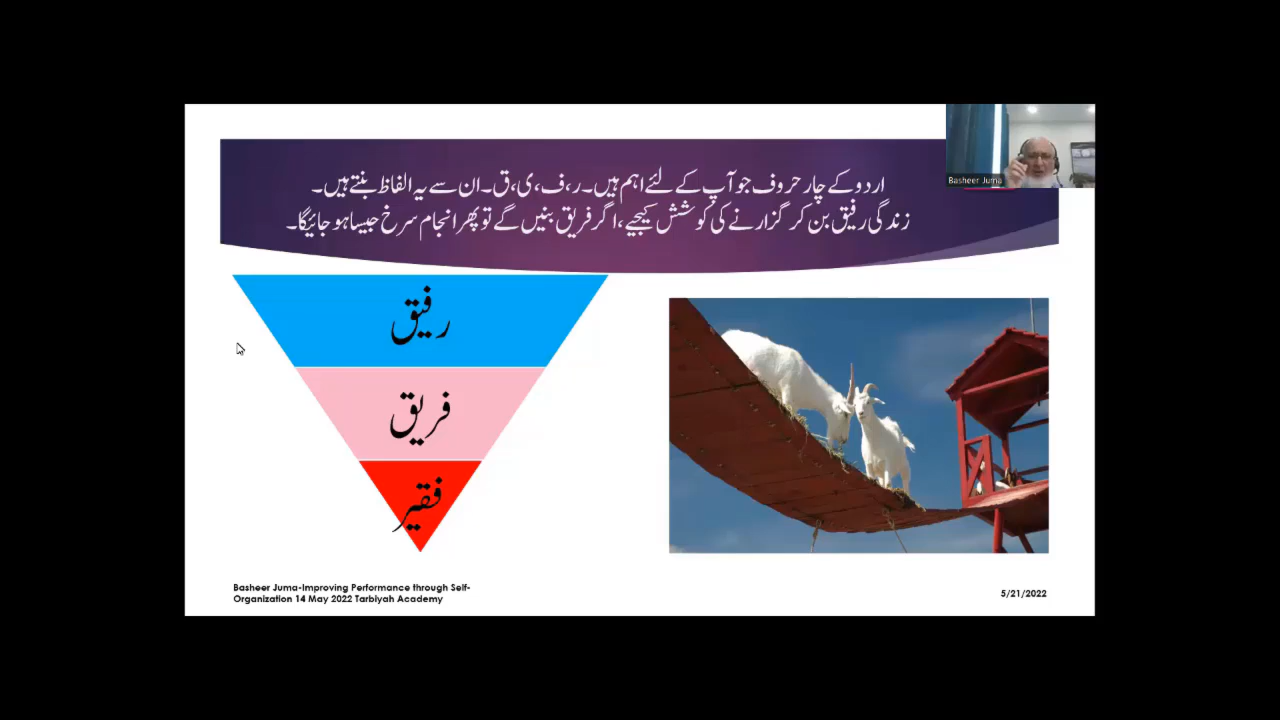 اردو کے چار حروف جو آپ کے لئے اہم ہیں۔ ر، ف، ی، ق۔ ان سے یہ الفاظ بنتے ہیں۔
زندگی رفیق بن کر گزارنے کی کوشش کیجیے، اگر فریق بنیں گے تو پھر انجام سرخ جیسا ہو جائیگا۔
Basheer Juma
رفیق
فریق
فقیر
Basheer Juma-Improving Performance through Self-
Organization 14 May 2022 Tarbiyah Academy
5/21/2022